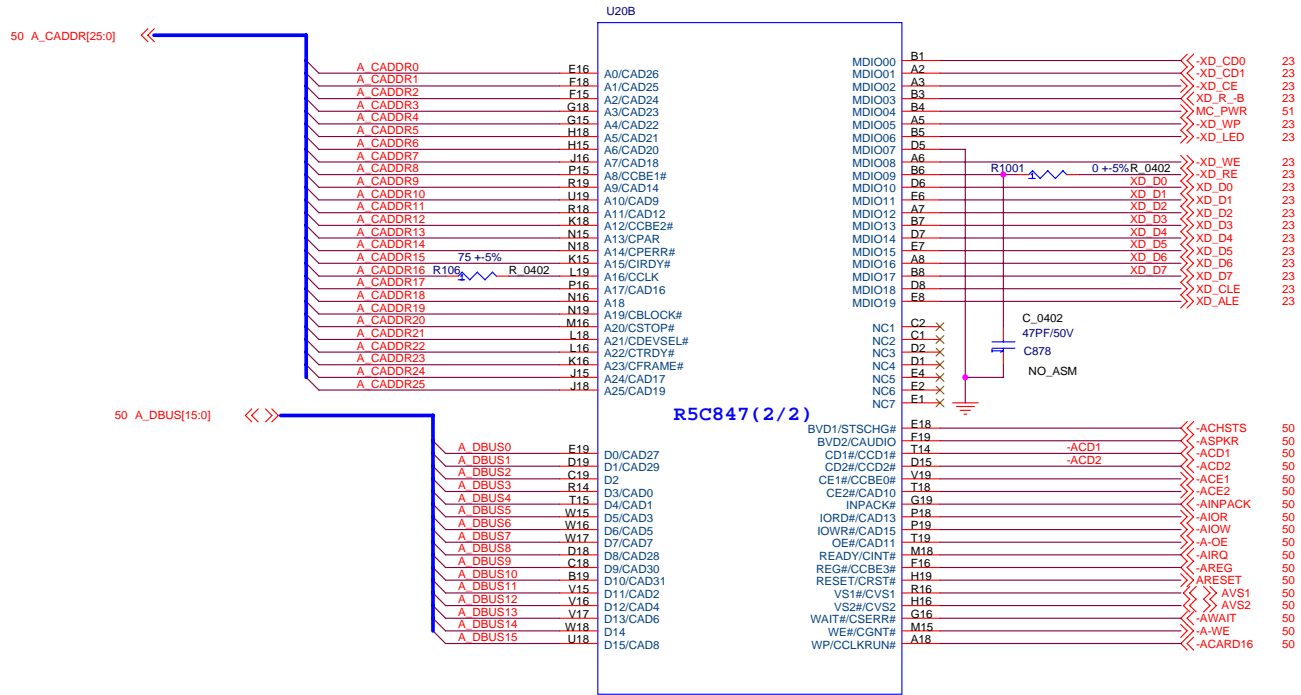 U20B
50 A_CADDR[25:0]
A_CADDR0 E16 A0/CAD26
A_CADDR1 F18 A1/CAD25
A_CADDR2 F15 A2/CAD24
A_CADDR3 G18 A3/CAD23
A_CADDR4 G15 A4/CAD22
A_CADDR5 H18 A5/CAD21
A_CADDR6 H15 A6/CAD20
A_CADDR7 J16 A7/CAD18
A_CADDR8 P15 A8/CCBE1#
A_CADDR9 R19 A9/CAD14
A_CADDR10 U19 A10/CAD9
A_CADDR11 R18 A11/CAD12
A_CADDR12 K18 A12/CCBE2#
A_CADDR13 N15 A13/CPAR
A_CADDR14 N18 A14/CPERR#
A_CADDR15 75 +-5% K15 A15/CIRDY#
A_CADDR16 R106 R_0402 L19 A16/CCLK
A_CADDR17 P16 A17/CAD16
A_CADDR18 N16 A18
A_CADDR19 N19 A19/CBLOCK#
A_CADDR20 M16 A20/CSTOP#
A_CADDR21 L18 A21/CDEVSEL#
A_CADDR22 L16 A22/CTRDY#
A_CADDR23 K16 A23/CFRAME#
A_CADDR24 J15 A24/CAD17
A_CADDR25 J18 A25/CAD19
MDIO00 B1 -XD_CD0 23
MDIO01 A2 -XD_CD1 23
MDIO02 A3 -XD_CE 23
MDIO03 B3 XD_R_-B 23
MDIO04 B4 MC_PWR 51
MDIO05 A5 -XD_WP 23
MDIO06 B5 -XD_LED 23
MDIO07 D5
MDIO08 A6 -XD_WE 23
MDIO09 B6 R1001 0 +-5% R_0402 -XD_RE 23
MDIO10 D6 XD_D0 XD_D0 23
MDIO11 E6 XD_D1 XD_D1 23
MDIO12 A7 XD_D2 XD_D2 23
MDIO13 B7 XD_D3 XD_D3 23
MDIO14 D7 XD_D4 XD_D4 23
MDIO15 E7 XD_D5 XD_D5 23
MDIO16 A8 XD_D6 XD_D6 23
MDIO17 B8 XD_D7 XD_D7 23
MDIO18 D8 XD_CLE 23
MDIO19 E8 XD_ALE 23
NC1 C2
NC2 C1
NC3 D2
NC4 D1
NC5 E4
NC6 E2
NC7 E1
C_0402
47PF/50V
C878
NO_ASM
R5C847(2/2)
50 A_DBUS[15:0]
A_DBUS0 E19 D0/CAD27
A_DBUS1 D19 D1/CAD29
A_DBUS2 C19 D2
A_DBUS3 R14 D3/CAD0
A_DBUS4 T15 D4/CAD1
A_DBUS5 W15 D5/CAD3
A_DBUS6 W16 D6/CAD5
A_DBUS7 W17 D7/CAD7
A_DBUS8 D18 D8/CAD28
A_DBUS9 C18 D9/CAD30
A_DBUS10 B19 D10/CAD31
A_DBUS11 V15 D11/CAD2
A_DBUS12 V16 D12/CAD4
A_DBUS13 V17 D13/CAD6
A_DBUS14 W18 D14
A_DBUS15 U18 D15/CAD8
BVD1/STSCHG# E18 -ACHSTS 50
BVD2/CAUDIO F19 -ASPKR 50
CD1#/CCD1# T14 -ACD1 -ACD1 50
CD2#/CCD2# D15 -ACD2 -ACD2 50
CE1#/CCBE0# V19 -ACE1 50
CE2#/CAD10 T18 -ACE2 50
INPACK# G19 -AINPACK 50
IORD#/CAD13 P18 -AIOR 50
IOWR#/CAD15 P19 -AIOW 50
OE#/CAD11 T19 -A-OE 50
READY/CINT# M18 -AIRQ 50
REG#/CCBE3# F16 -AREG 50
RESET/CRST# H19 ARESET 50
VS1#/CVS1 R16 AVS1 50
VS2#/CVS2 H16 AVS2 50
WAIT#/CSERR# G16 -AWAIT 50
WE#/CGNT# M15 -A-WE 50
WP/CCLKRUN# A18 -ACARD16 50